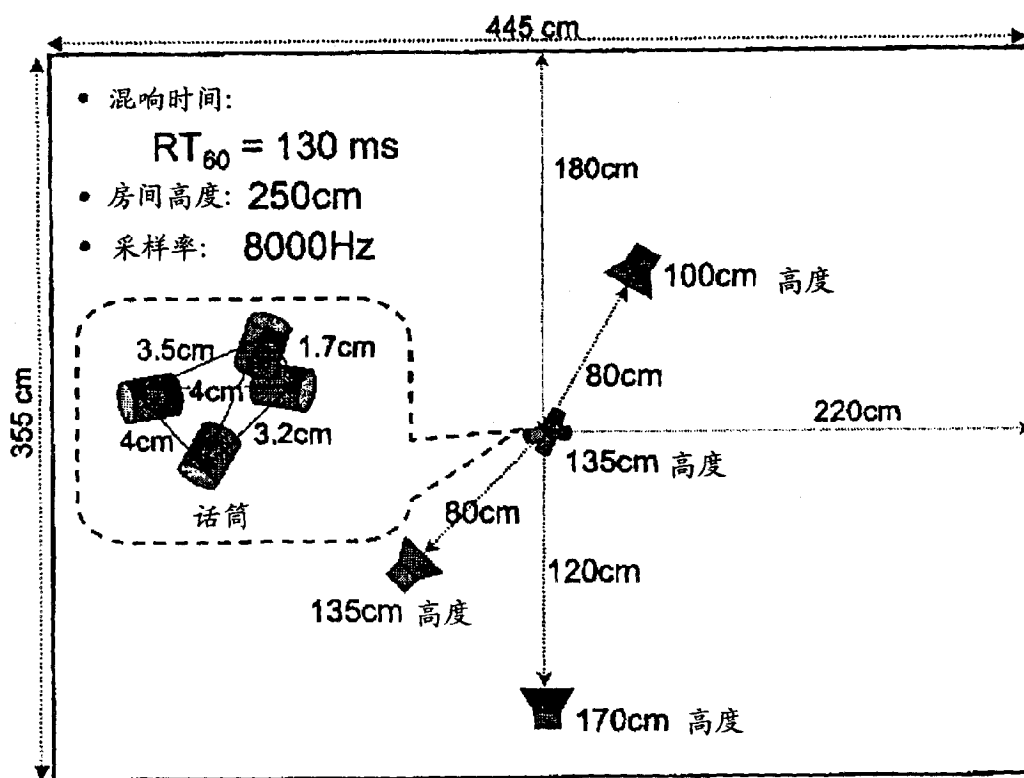 445 cm
• 混响时间:
RT60 = 130 ms
180cm
• 房间高度: 250cm
• 采样率: 8000Hz
100cm 高度
3.5cm
1.7cm
80cm
4cm
355 cm
220cm
4cm
3.2cm
135cm 高度
话筒
80cm
120cm
135cm 高度
170cm 高度